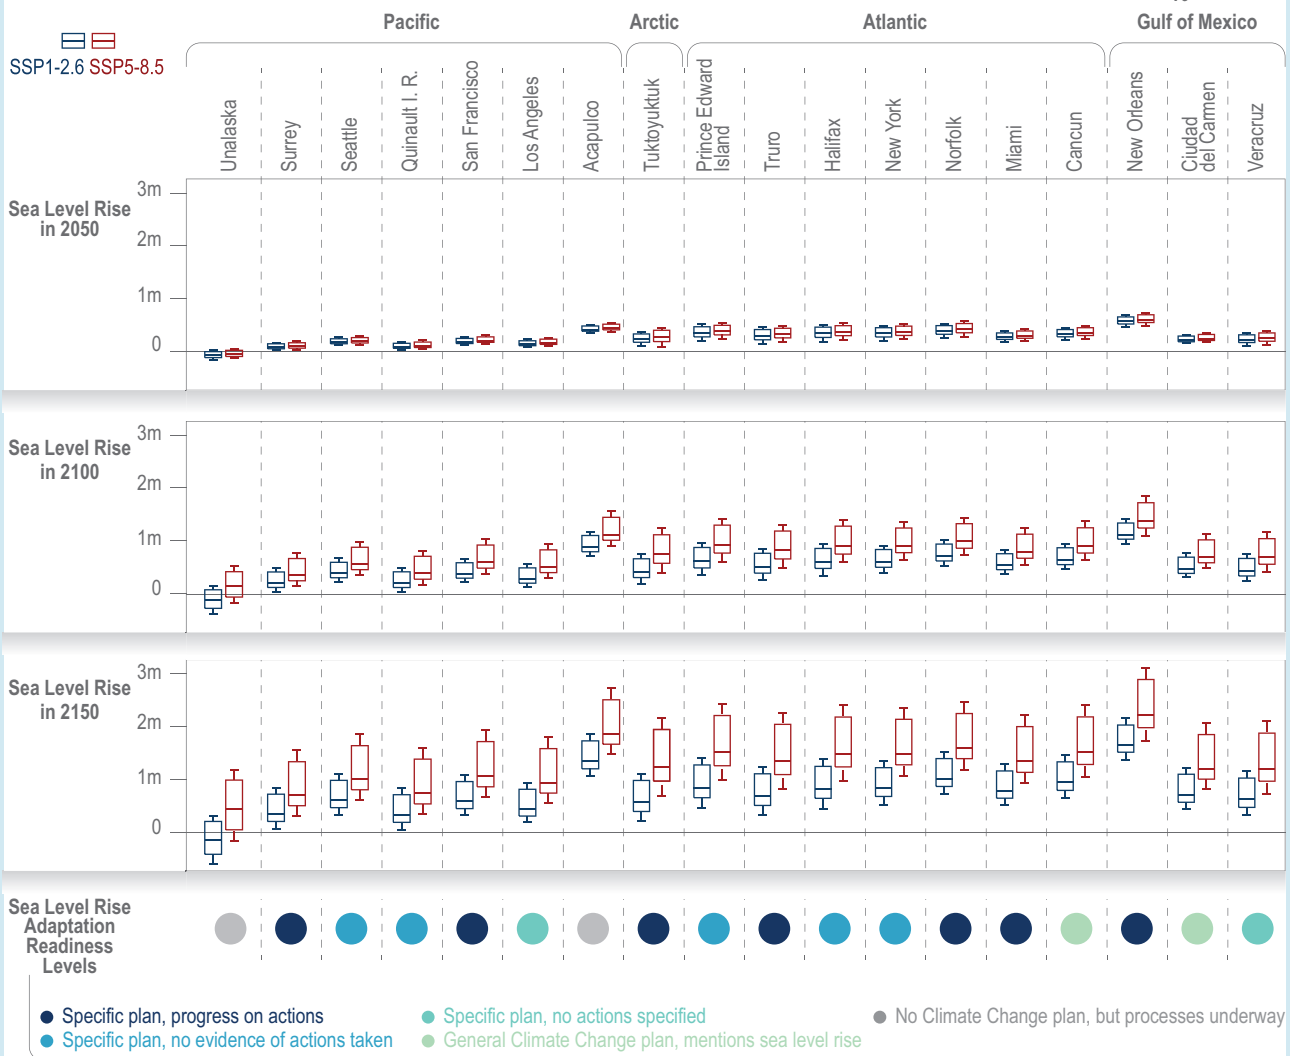 Pacific
Arctic
Atlantic
Gulf of Mexico
SSP1-2.6 SSP5-8.5
Unalaska
Surrey
Seattle
Quinault I. R.
San Francisco
Los Angeles
Acapulco
Tuktoyuktuk
Prince Edward
Island
Truro
Halifax
New York
Norfolk
Miami
Cancun
New Orleans
Ciudad
del Carmen
Veracruz
Sea Level Rise
in 2050
3m
2m
1m
0
Sea Level Rise
in 2100
3m
2m
1m
0
Sea Level Rise
in 2150
3m
2m
1m
0
Sea Level Rise
Adaptation
Readiness
Levels
Specific plan, progress on actions
Specific plan, no evidence of actions taken
Specific plan, no actions specified
General Climate Change plan, mentions sea level rise
No Climate Change plan, but processes underway